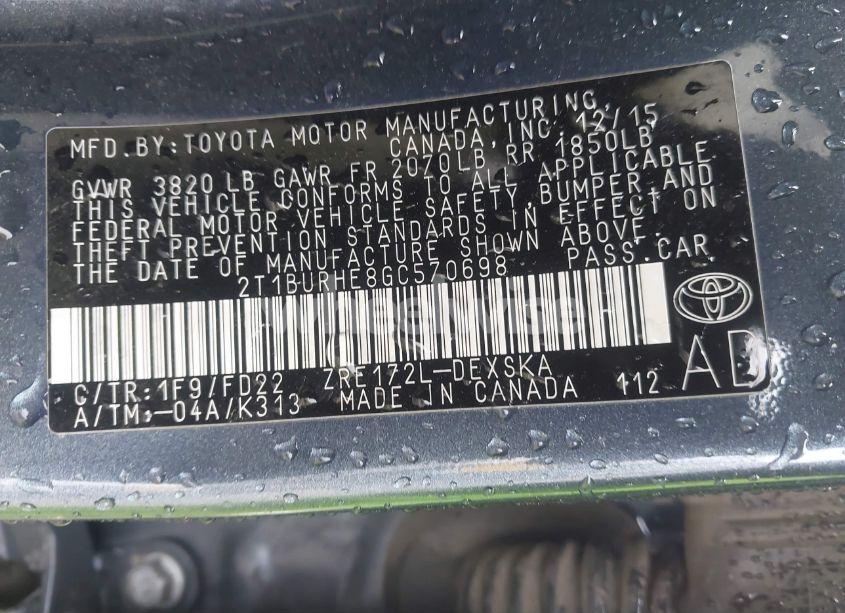 MFD.BY:TOYOTA MOTOR MANUFACTURING,
CANADA, INC. 12/15
GVWR 3820 LB GAWR FR 2070LB RR 1850LB
THIS VEHICLE CONFORMS TO ALL APPLICABLE
FEDERAL MOTOR VEHICLE SAFETY,BUMPER,AND
THEFT PREVENTION STANDARDS IN EFFECT ON
THE DATE OF MANUFACTURE SHOWN ABOVE.
2T1BURHE8GC570698 PASS.CAR
C/TR:1F9/FD22 ZRE172L-DEXSKA
A/TM:-04A/K313 MADE IN CANADA 112
AD